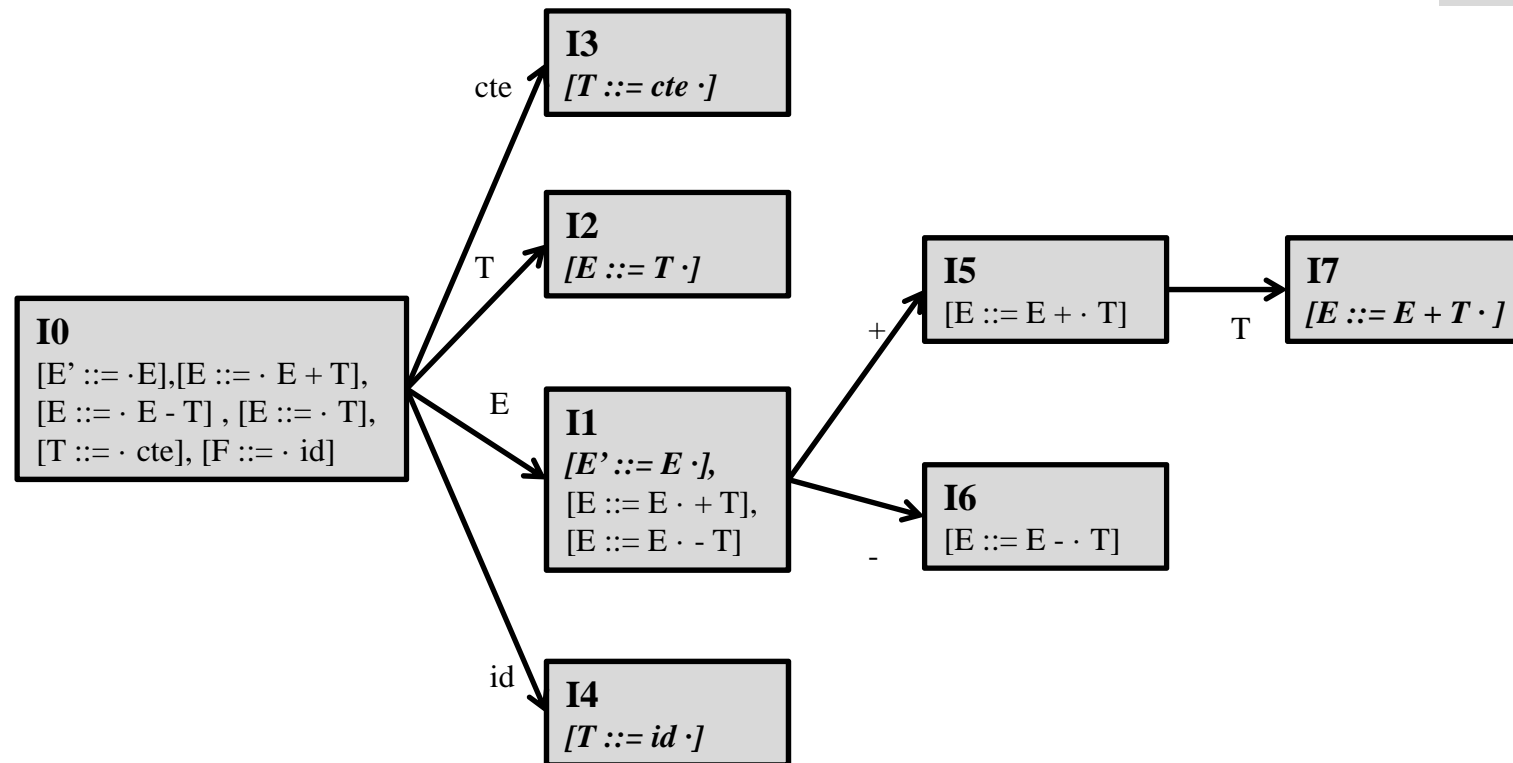 I3
[T ::= cte ·]
cte
I2
[E ::= T ·]
T
I5
[E ::= E + · T]
I7
[E ::= E + T · ]
+
T
I0
[E’ ::= ·E],[E ::= · E + T],
[E ::= · E - T] , [E ::= · T],
[T ::= · cte], [F ::= · id]
E
I1
[E’ ::= E ·],
[E ::= E · + T],
[E ::= E · - T]
I6
[E ::= E - · T]
-
id
I4
[T ::= id ·]